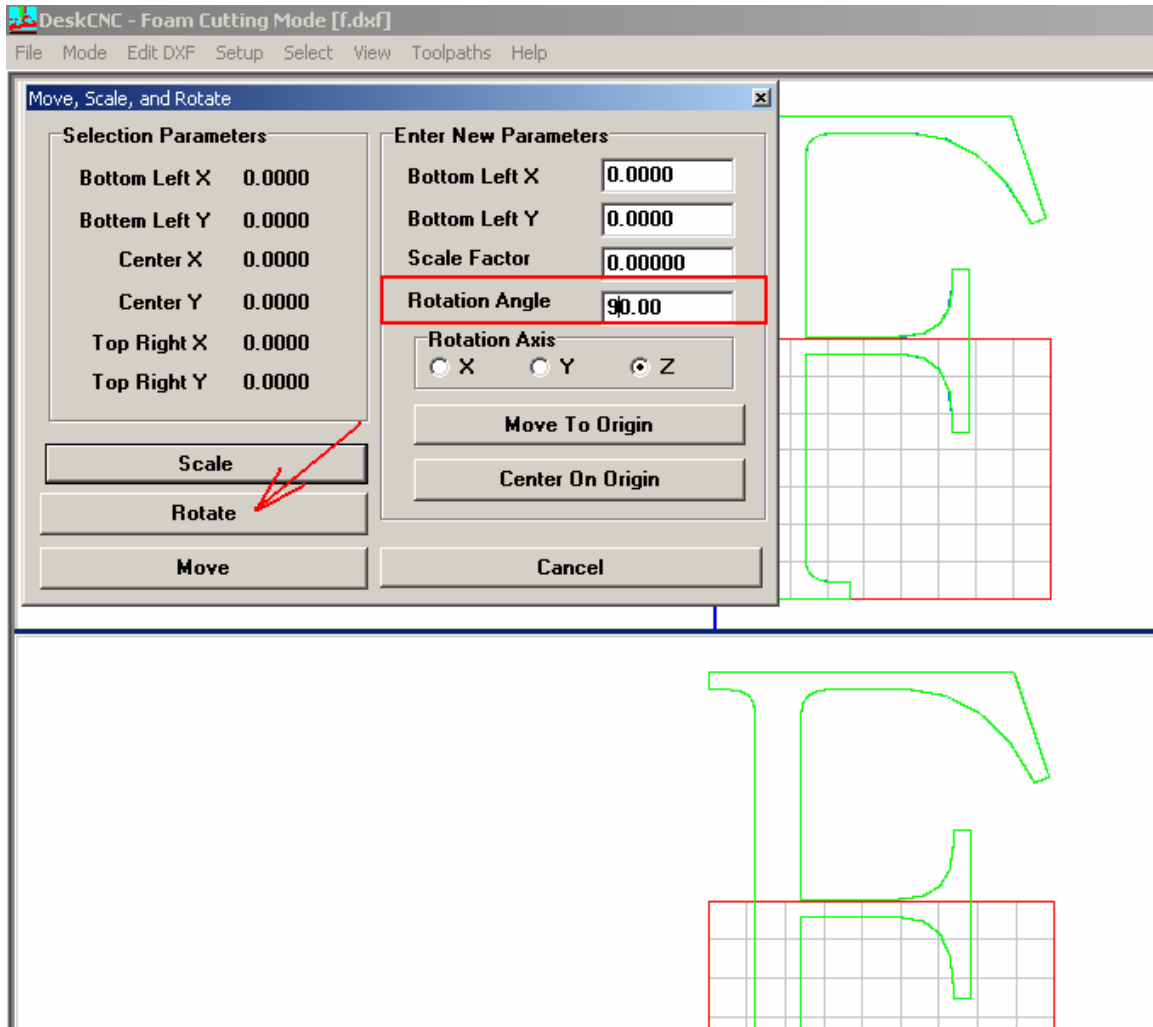 DeskCNC - Foam Cutting Mode [f.dxf]
File Mode Edit DXF Setup Select View Toolpaths Help
Move, Scale, and Rotate
Selection Parameters
Bottom Left X 0.0000
Bottem Left Y 0.0000
Center X 0.0000
Center Y 0.0000
Top Right X 0.0000
Top Right Y 0.0000
Scale
Rotate
Move
Enter New Parameters
Bottom Left X 0.0000
Bottom Left Y 0.0000
Scale Factor 0.00000
Rotation Angle 90.00
Rotation Axis
X Y Z
Move To Origin
Center On Origin
Cancel